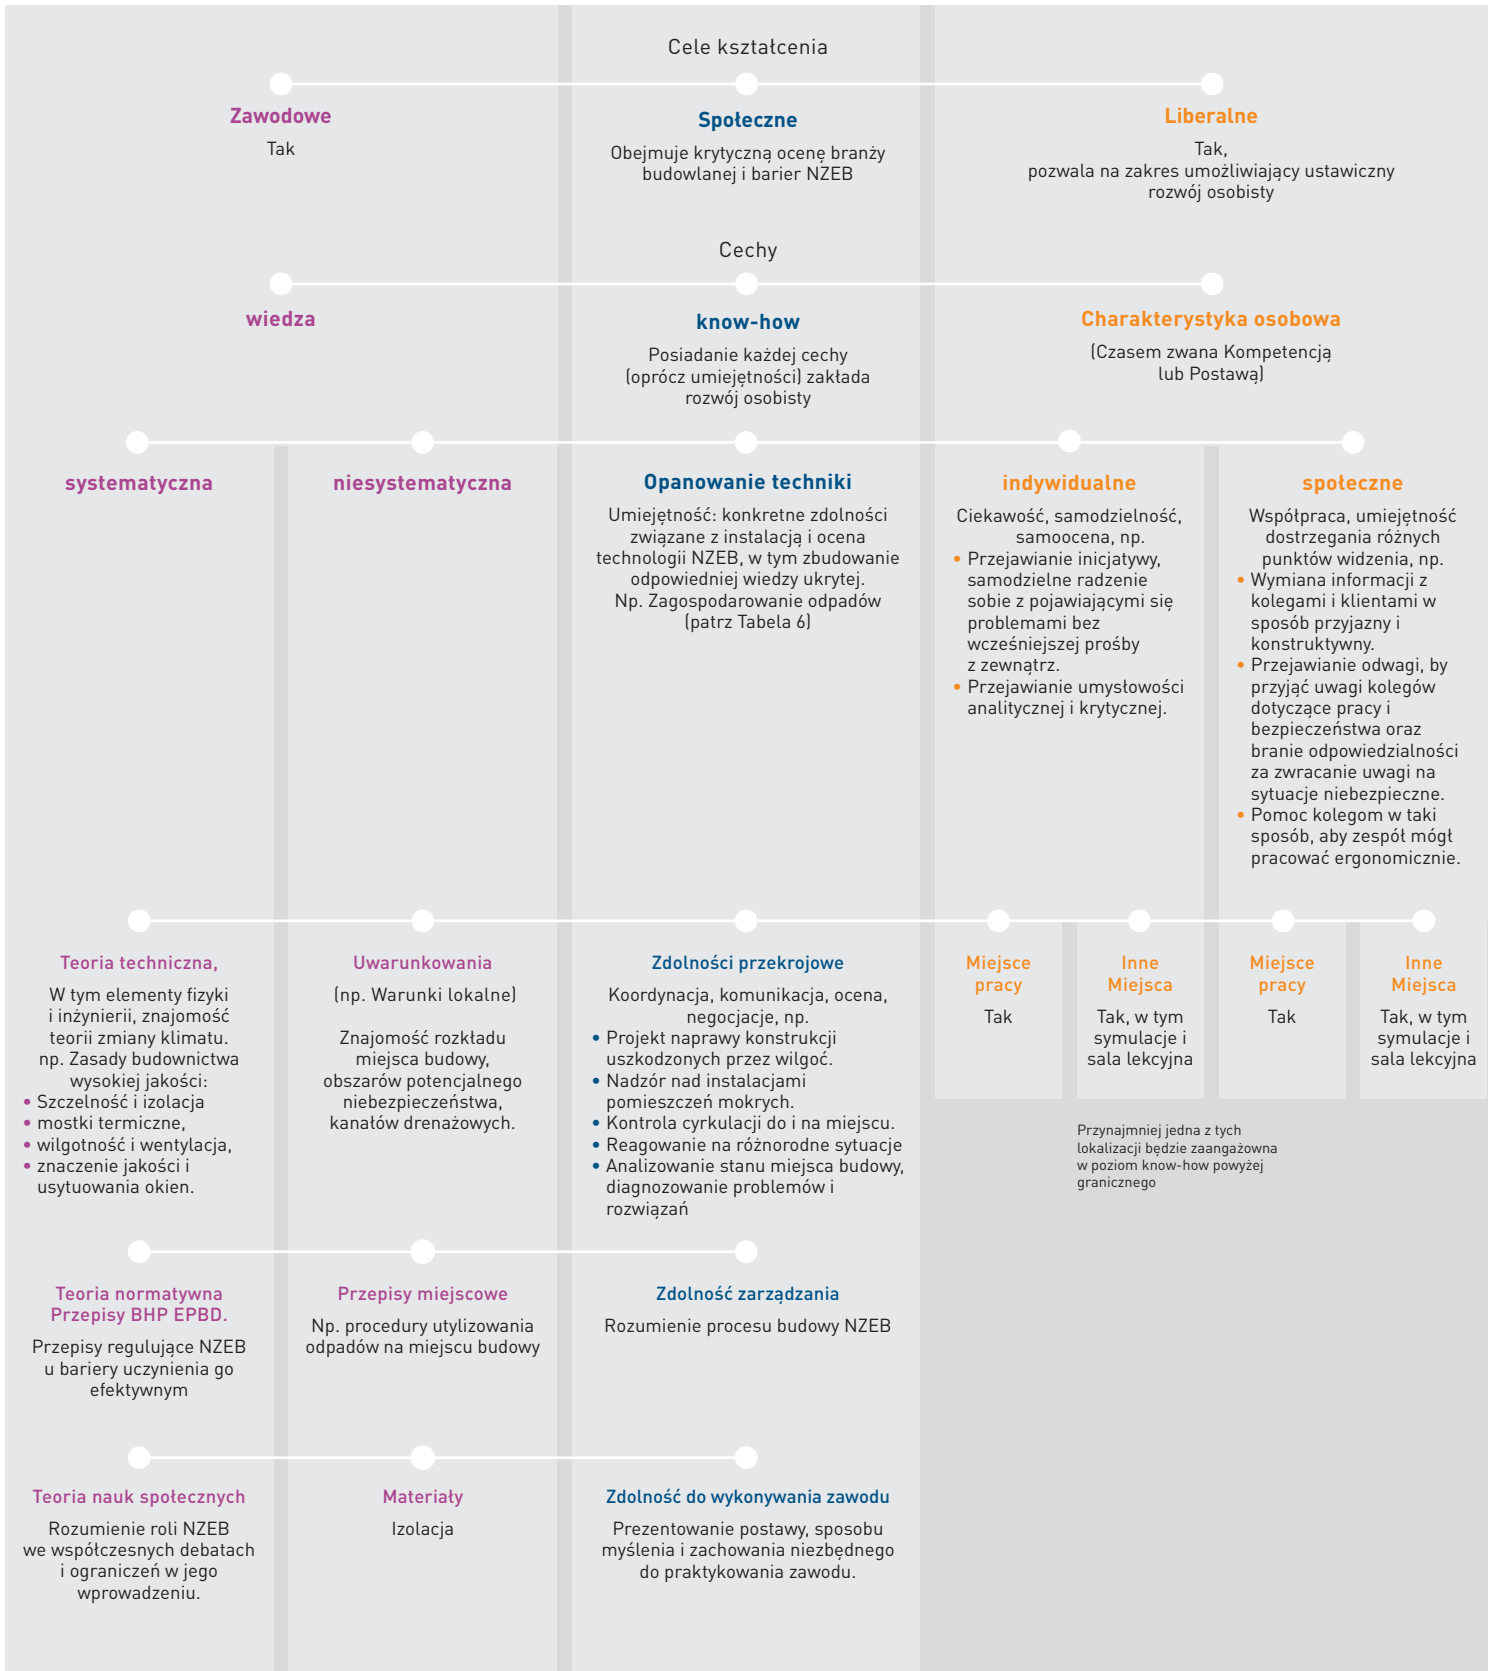 Cele kształcenia
Zawodowe
Tak
Społeczne
Obejmuje krytyczną ocenę branży
budowlanej i barier NZEB
Liberalne
Tak,
pozwala na zakres umożliwiający ustawiczny
rozwój osobisty
Cechy
wiedza
know-how
Posiadanie każdej cechy
(oprócz umiejętności) zakłada
rozwój osobisty
Charakterystyka osobowa
(Czasem zwana Kompetencją
lub Postawą)
systematyczna
niesystematyczna
Opanowanie techniki
Umiejętność: konkretne zdolności
związane z instalacją i ocena
technologii NZEB, w tym zbudowanie
odpowiedniej wiedzy ukrytej.
Np. Zagospodarowanie odpadów
(patrz Tabela 6)
indywidualne
Ciekawość, samodzielność,
samoocena, np.
• Przejawianie inicjatywy,
samodzielne radzenie
sobie z pojawiającymi się
problemami bez
wcześniejszej prośby
z zewnątrz.
• Przejawianie umysłowości
analitycznej i krytycznej.
społeczne
Współpraca, umiejętność
dostrzegania różnych
punktów widzenia, np.
• Wymiana informacji z
kolegami i klientami w
sposób przyjazny i
konstruktywny.
• Przejawianie odwagi, by
przyjąć uwagi kolegów
dotyczące pracy i
bezpieczeństwa oraz
branie odpowiedzialności
za zwracanie uwagi na
sytuacje niebezpieczne.
• Pomoc kolegom w taki
sposób, aby zespół mógł
pracować ergonomicznie.
Teoria techniczna,
W tym elementy fizyki
i inżynierii, znajomość
teorii zmiany klimatu.
np. Zasady budownictwa
wysokiej jakości:
• Szczelność i izolacja
• mostki termiczne,
• wilgotność i wentylacja,
• znaczenie jakości i
usytuowania okien.
Uwarunkowania
(np. Warunki lokalne)
Znajomość rozkładu
miejsca budowy,
obszarów potencjalnego
niebezpieczeństwa,
kanałów drenażowych.
Zdolności przekrojowe
Koordynacja, komunikacja, ocena,
negocjacje, np.
• Projekt naprawy konstrukcji
uszkodzonych przez wilgoć.
• Nadzór nad instalacjami
pomieszczeń mokrych.
• Kontrola cyrkulacji do i na miejscu.
• Reagowanie na różnorodne sytuacje
• Analizowanie stanu miejsca budowy,
diagnozowanie problemów i
rozwiązań
Miejsce
pracy
Tak
Inne
Miejsca
Tak, w tym
symulacje i
sala lekcyjna
Miejsce
pracy
Tak
Inne
Miejsca
Tak, w tym
symulacje i
sala lekcyjna
Przynajmniej jedna z tych
lokalizacji będzie zaangażowna
w poziom know-how powyżej
granicznego
Teoria normatywna
Przepisy BHP EPBD.
Przepisy regulujące NZEB
u bariery uczynienia go
efektywnym
Przepisy miejscowe
Np. procedury utylizowania
odpadów na miejscu budowy
Zdolność zarządzania
Rozumienie procesu budowy NZEB
Teoria nauk społecznych
Rozumienie roli NZEB
we współczesnych debatach
i ograniczeń w jego
wprowadzeniu.
Materiały
Izolacja
Zdolność do wykonywania zawodu
Prezentowanie postawy, sposobu
myślenia i zachowania niezbędnego
do praktykowania zawodu.